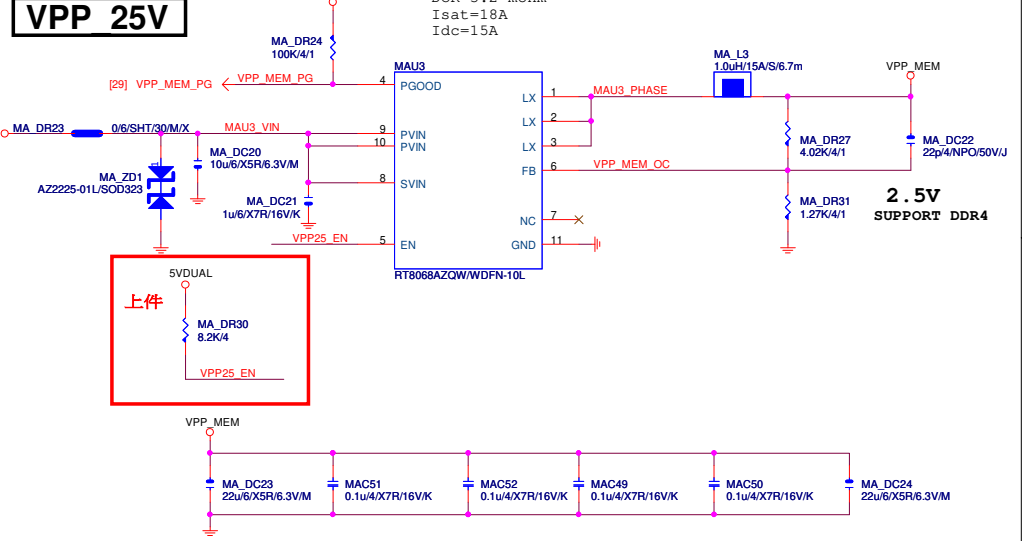 VPP_25V
Isat=18A
Idc=15A
MA_DR24
100K/4/1
[29] VPP_MEM_PG
VPP_MEM_PG
4
MAU3
PGOOD
LX
1
MAU3_PHASE
MA_L3
1.0uH/15A/S/6.7m
VPP_MEM
MA_DR23
0/6/SHT/30/M/X
MAU3_VIN
9
PVIN
10
PVIN
LX
2
LX
3
MA_DR27
4.02K/4/1
MA_DC22
22p/4/NPO/50V/J
1
MA_ZD1
AZ2225-01L/SOD323
MA_DC20
10u/6/X5R/6.3V/M
8
SVIN
FB
6
VPP_MEM_OC
MA_DC21
1u/6/X7R/16V/K
MA_DR31
1.27K/4/1
2.5V
SUPPORT DDR4
NC
7
VPP25_EN
5
EN
GND
11
RT8068AZQW/WDFN-10L
5VDUAL
上件
MA_DR30
8.2K/4
VPP25_EN
VPP_MEM
MA_DC23
22u/6/X5R/6.3V/M
MAC51
0.1u/4/X7R/16V/K
MAC52
0.1u/4/X7R/16V/K
MAC49
0.1u/4/X7R/16V/K
MAC50
0.1u/4/X7R/16V/K
MA_DC24
22u/6/X5R/6.3V/M